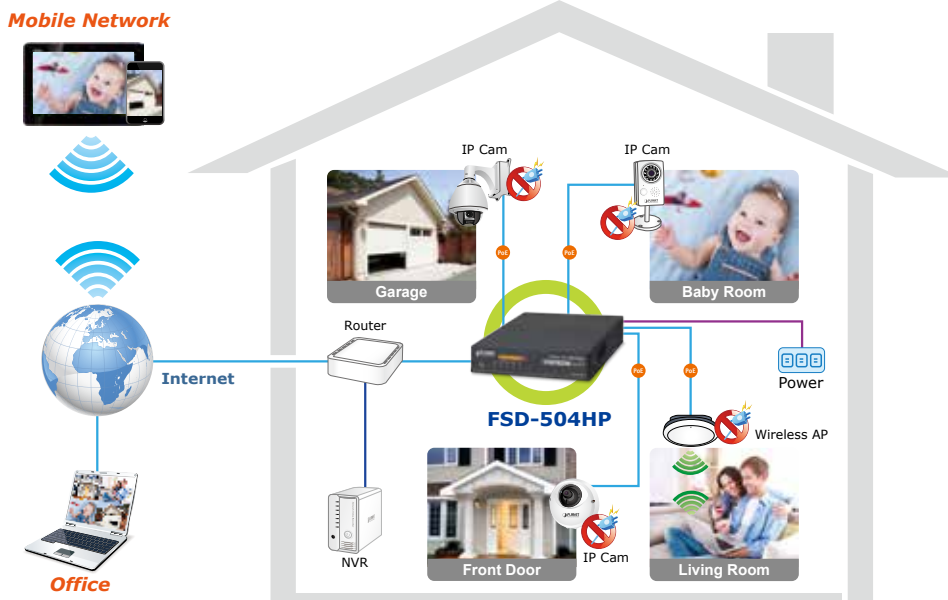 Mobile Network
IP Cam
IP Cam
PoE
PoE
Garage
Baby Room
Router
Internet
PoE
PoE
Power
FSD-504HP
Wireless AP
NVR
IP Cam
Front Door
Living Room
Office